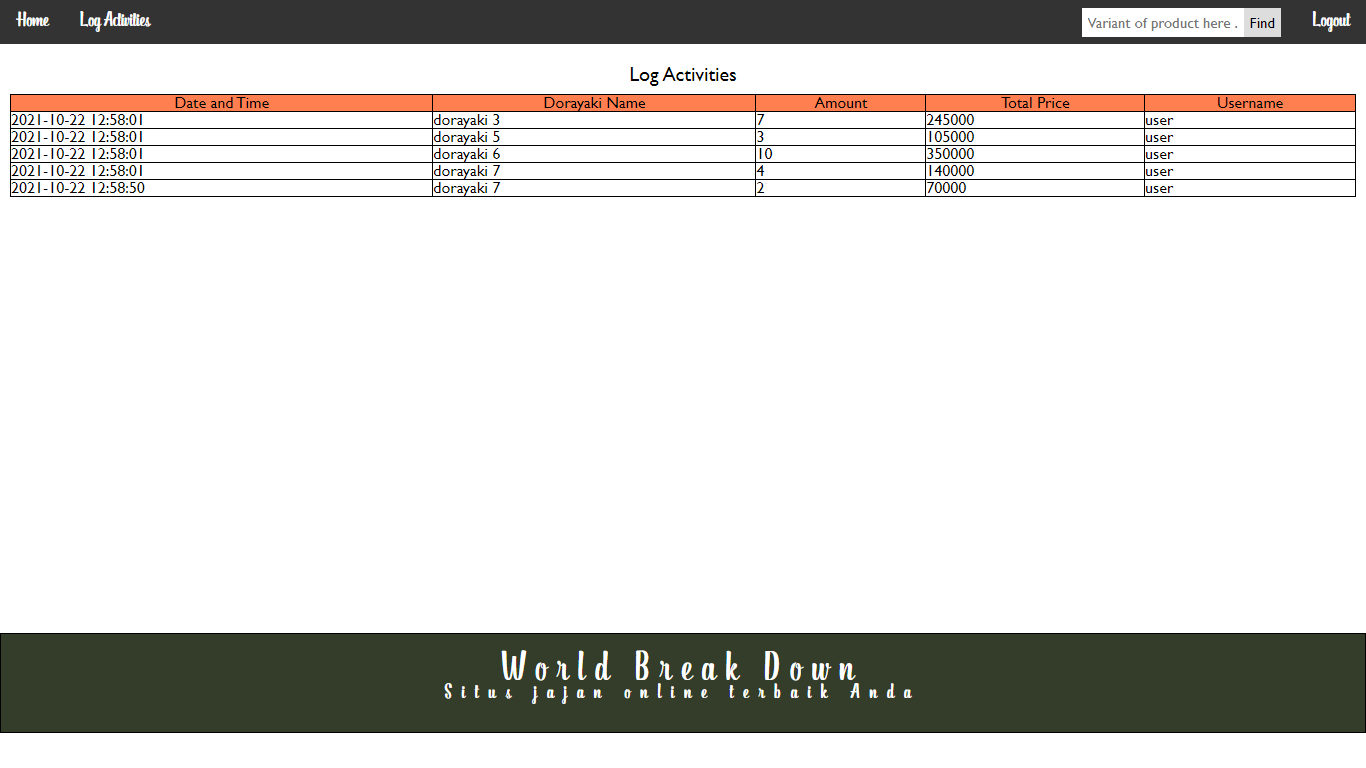 Home Log Activities Variant of product here . Find Logout
Log Activities
Date and Time Dorayaki Name Amount Total Price Username
2021-10-22 12:58:01 dorayaki 3 7 245000 user
2021-10-22 12:58:01 dorayaki 5 3 105000 user
2021-10-22 12:58:01 dorayaki 6 10 350000 user
2021-10-22 12:58:01 dorayaki 7 4 140000 user
2021-10-22 12:58:50 dorayaki 7 2 70000 user
World Break Down
Situs jajan online terbaik Anda